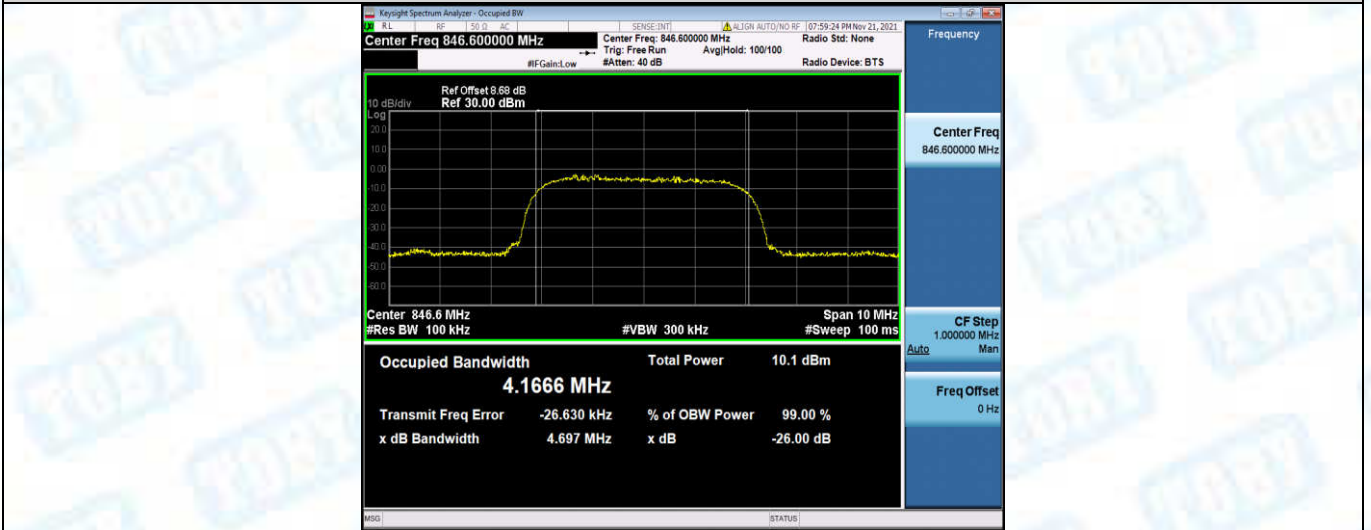 Keysight Spectrum Analyzer - Occupied BW
RL RF 50 Ω AC SENSE:INT ALIGN AUTO/NO RF 07:59:24 PM Nov 21, 2021
Center Freq 846.600000 MHz Center Freq: 846.600000 MHz Radio Std: None Frequency
Trig: Free Run Avg|Hold: 100/100
#IFGain:Low #Atten: 40 dB Radio Device: BTS
Ref Offset 8.68 dB
10 dB/div Ref 30.00 dBm
Log
20.0
10.0
0.00
-10.0
-20.0
-30.0
-40.0
-50.0
-60.0
Center Freq
846.600000 MHz
Center 846.6 MHz Span 10 MHz
#Res BW 100 kHz #VBW 300 kHz #Sweep 100 ms
CF Step
1.000000 MHz
Auto Man
Occupied Bandwidth Total Power 10.1 dBm
4.1666 MHz
Freq Offset
0 Hz
Transmit Freq Error -26.630 kHz % of OBW Power 99.00 %
x dB Bandwidth 4.697 MHz x dB -26.00 dB
MSG STATUS